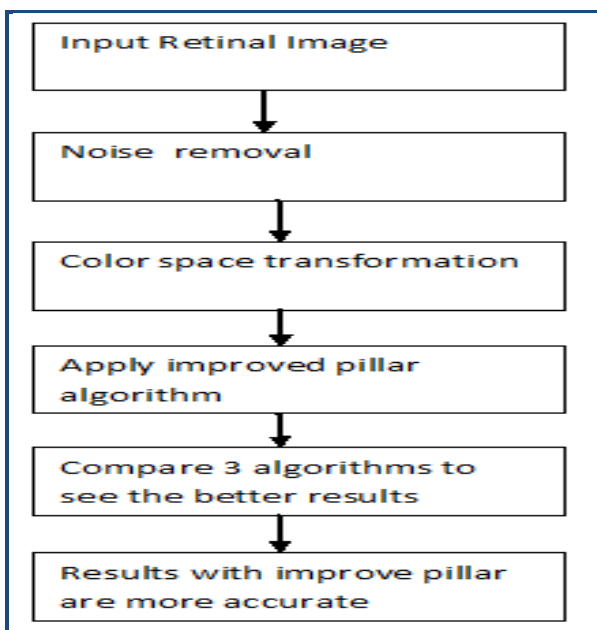 Input Retinal Image
Noise removal
Color space transformation
Apply improved pillar
algorithm
Compare 3 algorithms to
see the better results
Results with improve pillar
are more accurate